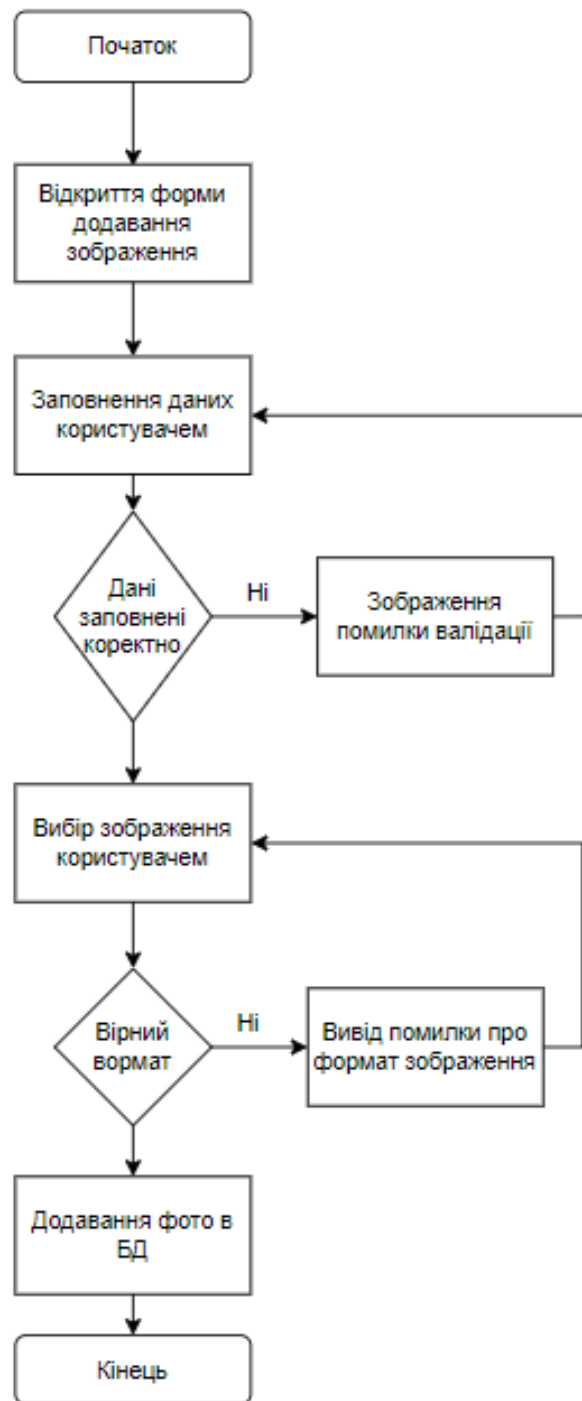 Початок
Відкриття форми
додавання
зображення
Заповнення даних
користувачем
Дані
заповнені
коректно
Ні
Зображення
помилки валідації
Вибір зображення
користувачем
Вірний
вормат
Ні
Вивід помилки про
формат зображення
Додавання фото в
БД
Кінець